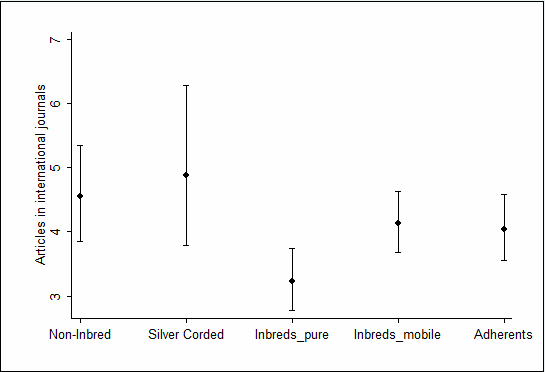 Articles in international journals
7
6
5
4
3
Non-Inbred Silver Corded Inbreds_pure Inbreds_mobile Adherents